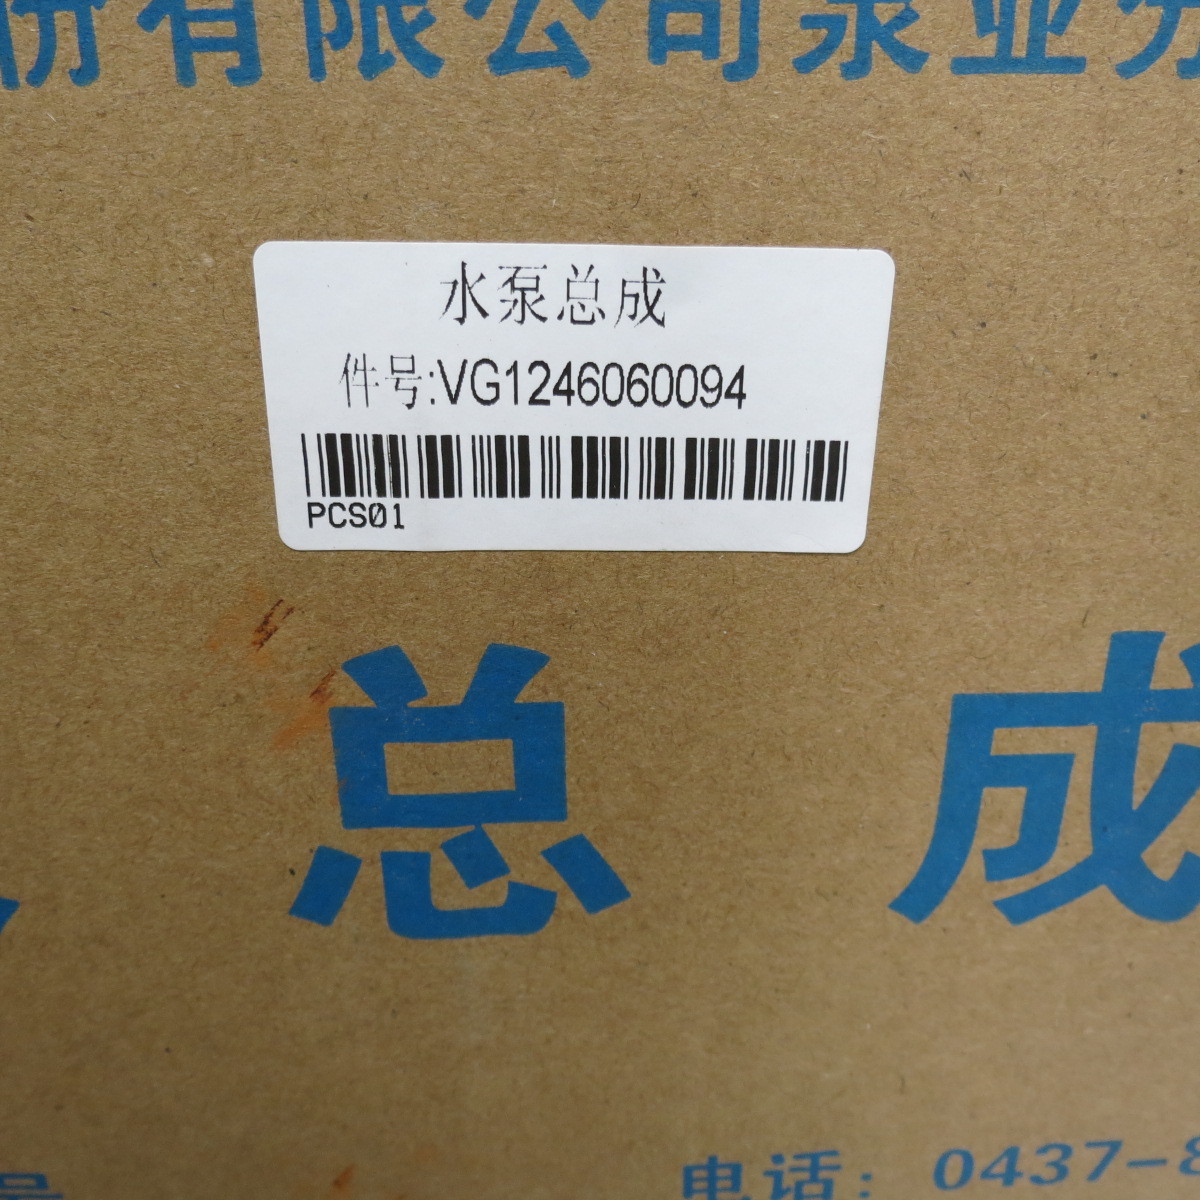 份有限公司泵业分
水泵总成
件号:VG1246060094
PCS01
总成
号
电话: 0437-8